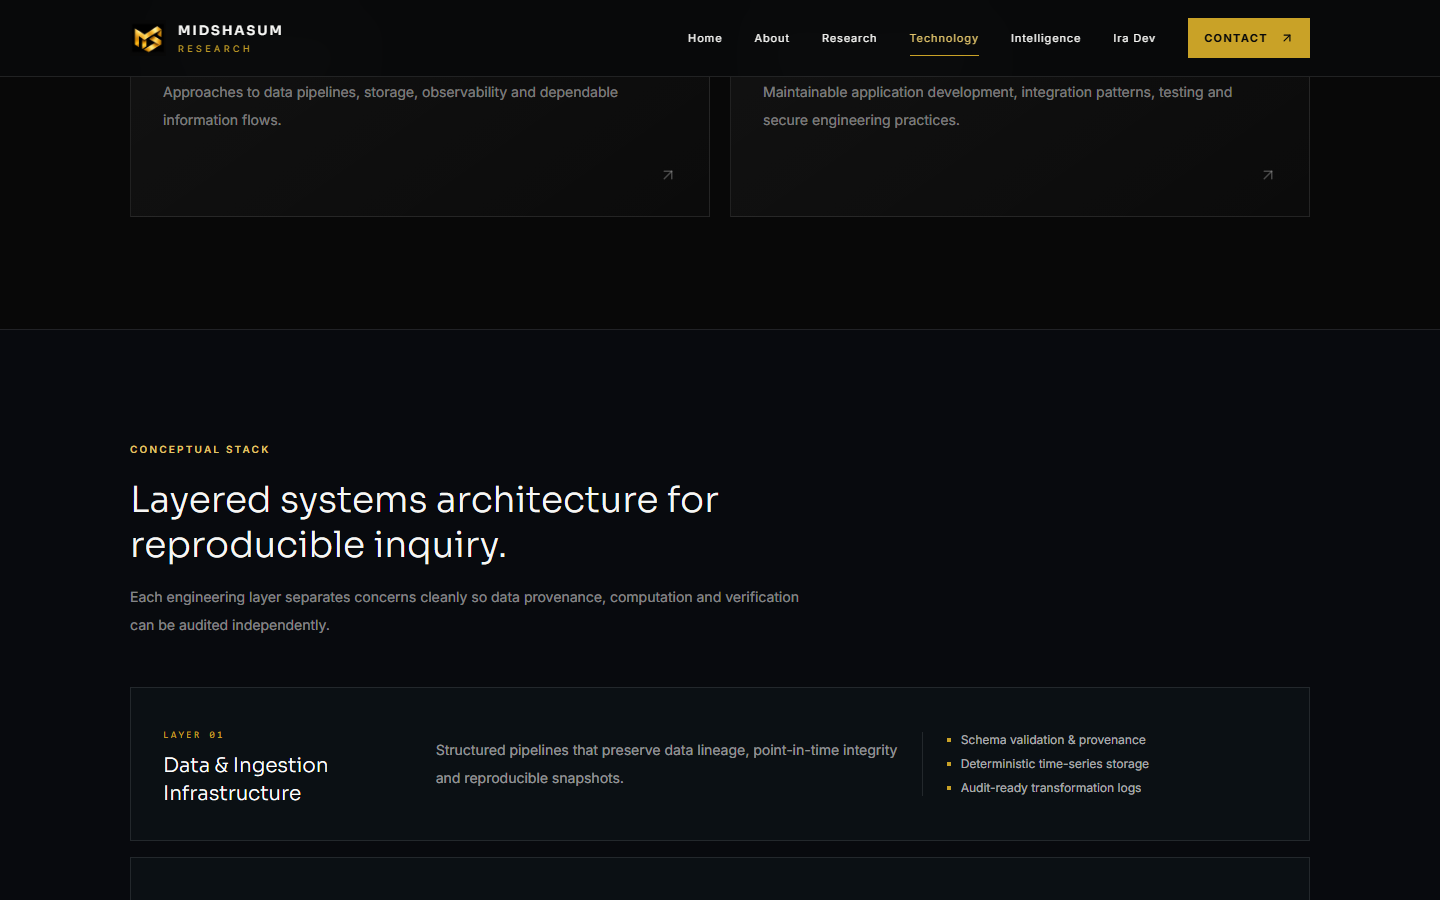 MIDSHASUM
RESEARCH
Home
About
Research
Technology
Intelligence
Ira Dev
CONTACT
Approaches to data pipelines, storage, observability and dependable
information flows.
Maintainable application development, integration patterns, testing and
secure engineering practices.
CONCEPTUAL STACK
Layered systems architecture for
reproducible inquiry.
Each engineering layer separates concerns cleanly so data provenance, computation and verification
can be audited independently.
LAYER 01
Data & Ingestion
Infrastructure
Structured pipelines that preserve data lineage, point-in-time integrity
and reproducible snapshots.
Schema validation & provenance
Deterministic time-series storage
Audit-ready transformation logs